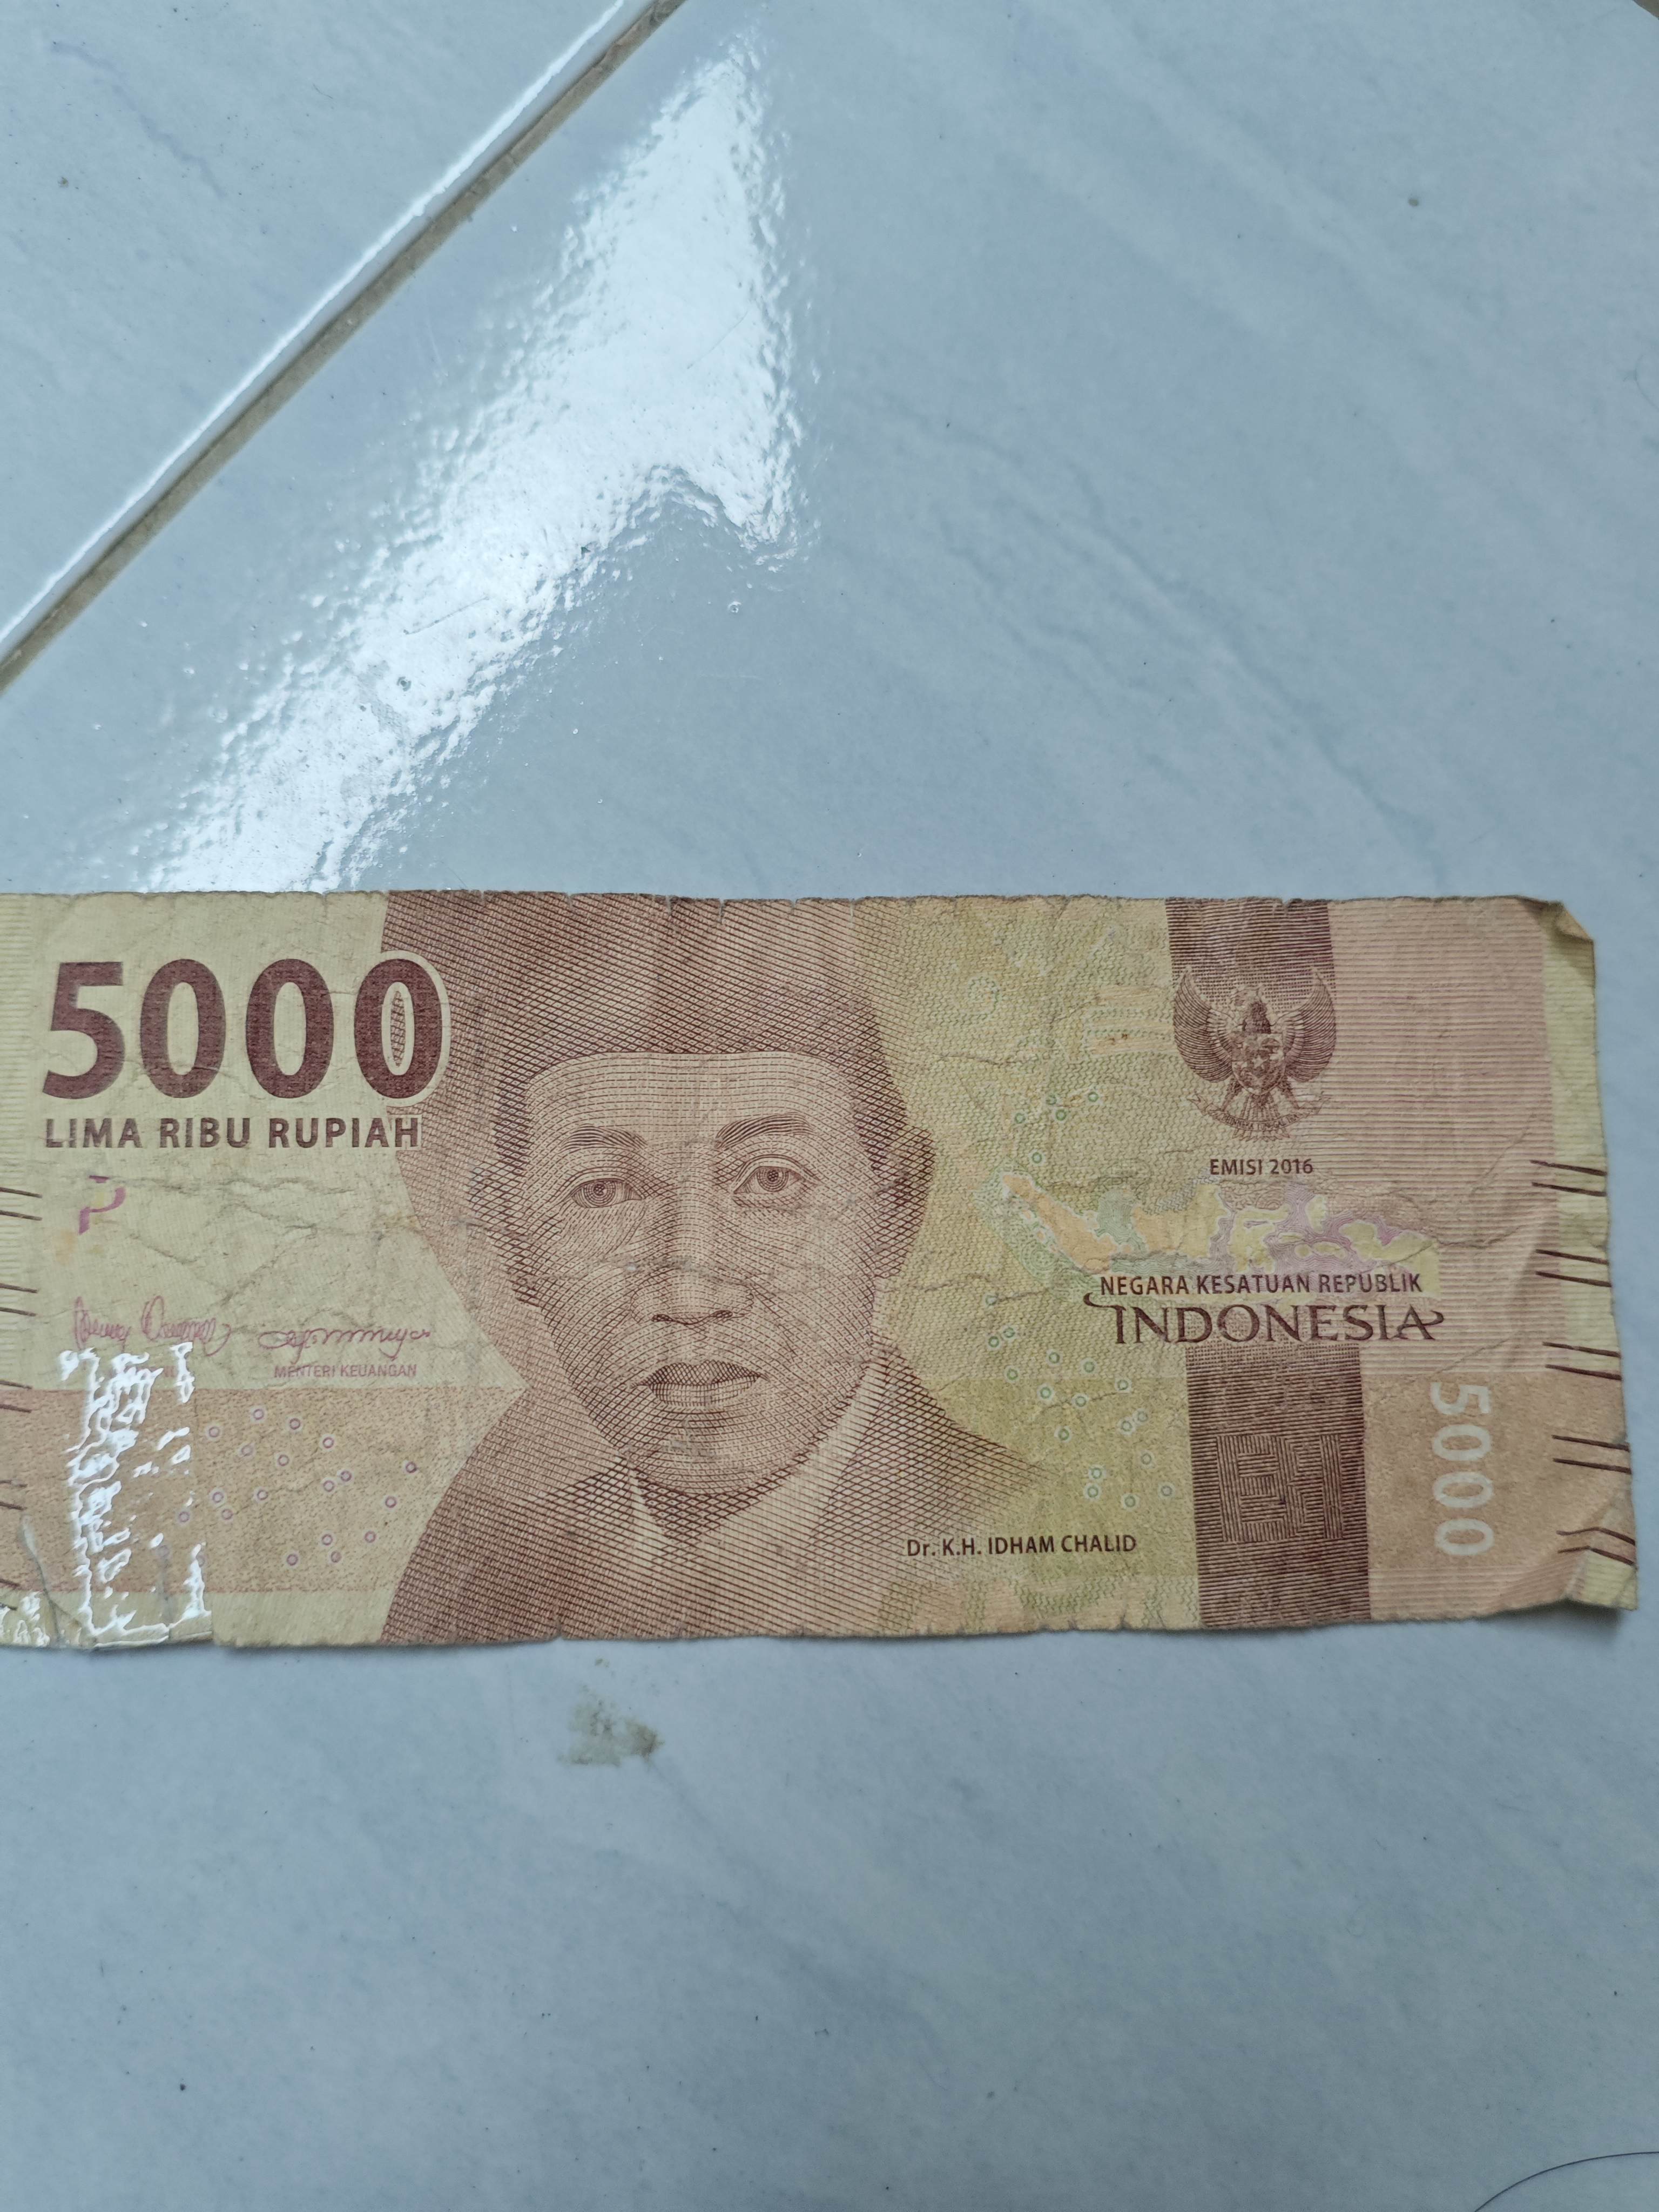 5000
LIMA RIBU RUPIAH
MENTERI KEUANGAN
EMISI 2016
NEGARA KESATUAN REPUBLIK
INDONESIA
5000
Dr. K.H. IDHAM CHALID